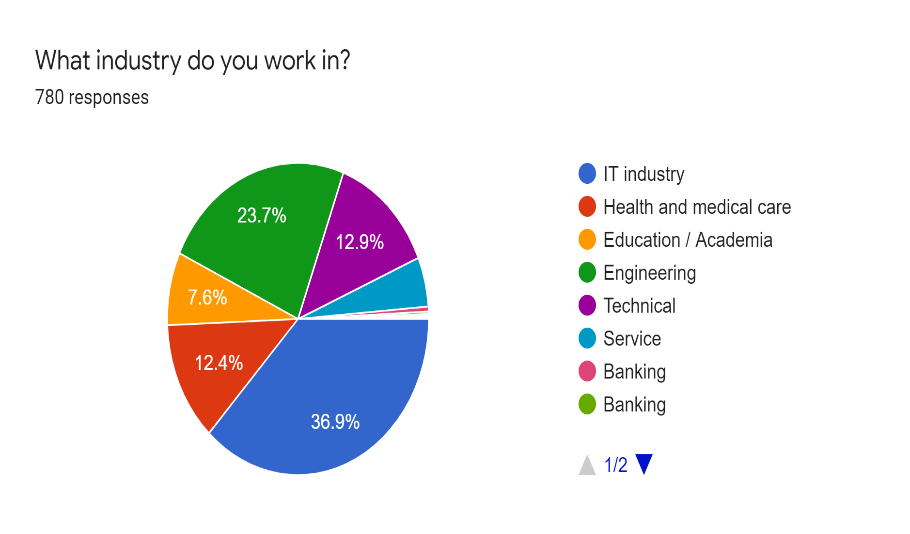 What industry do you work in?
780 responses
23.7%
12.9%
7.6%
12.4%
36.9%
IT industry
Health and medical care
Education / Academia
Engineering
Technical
Service
Banking
Banking
1/2